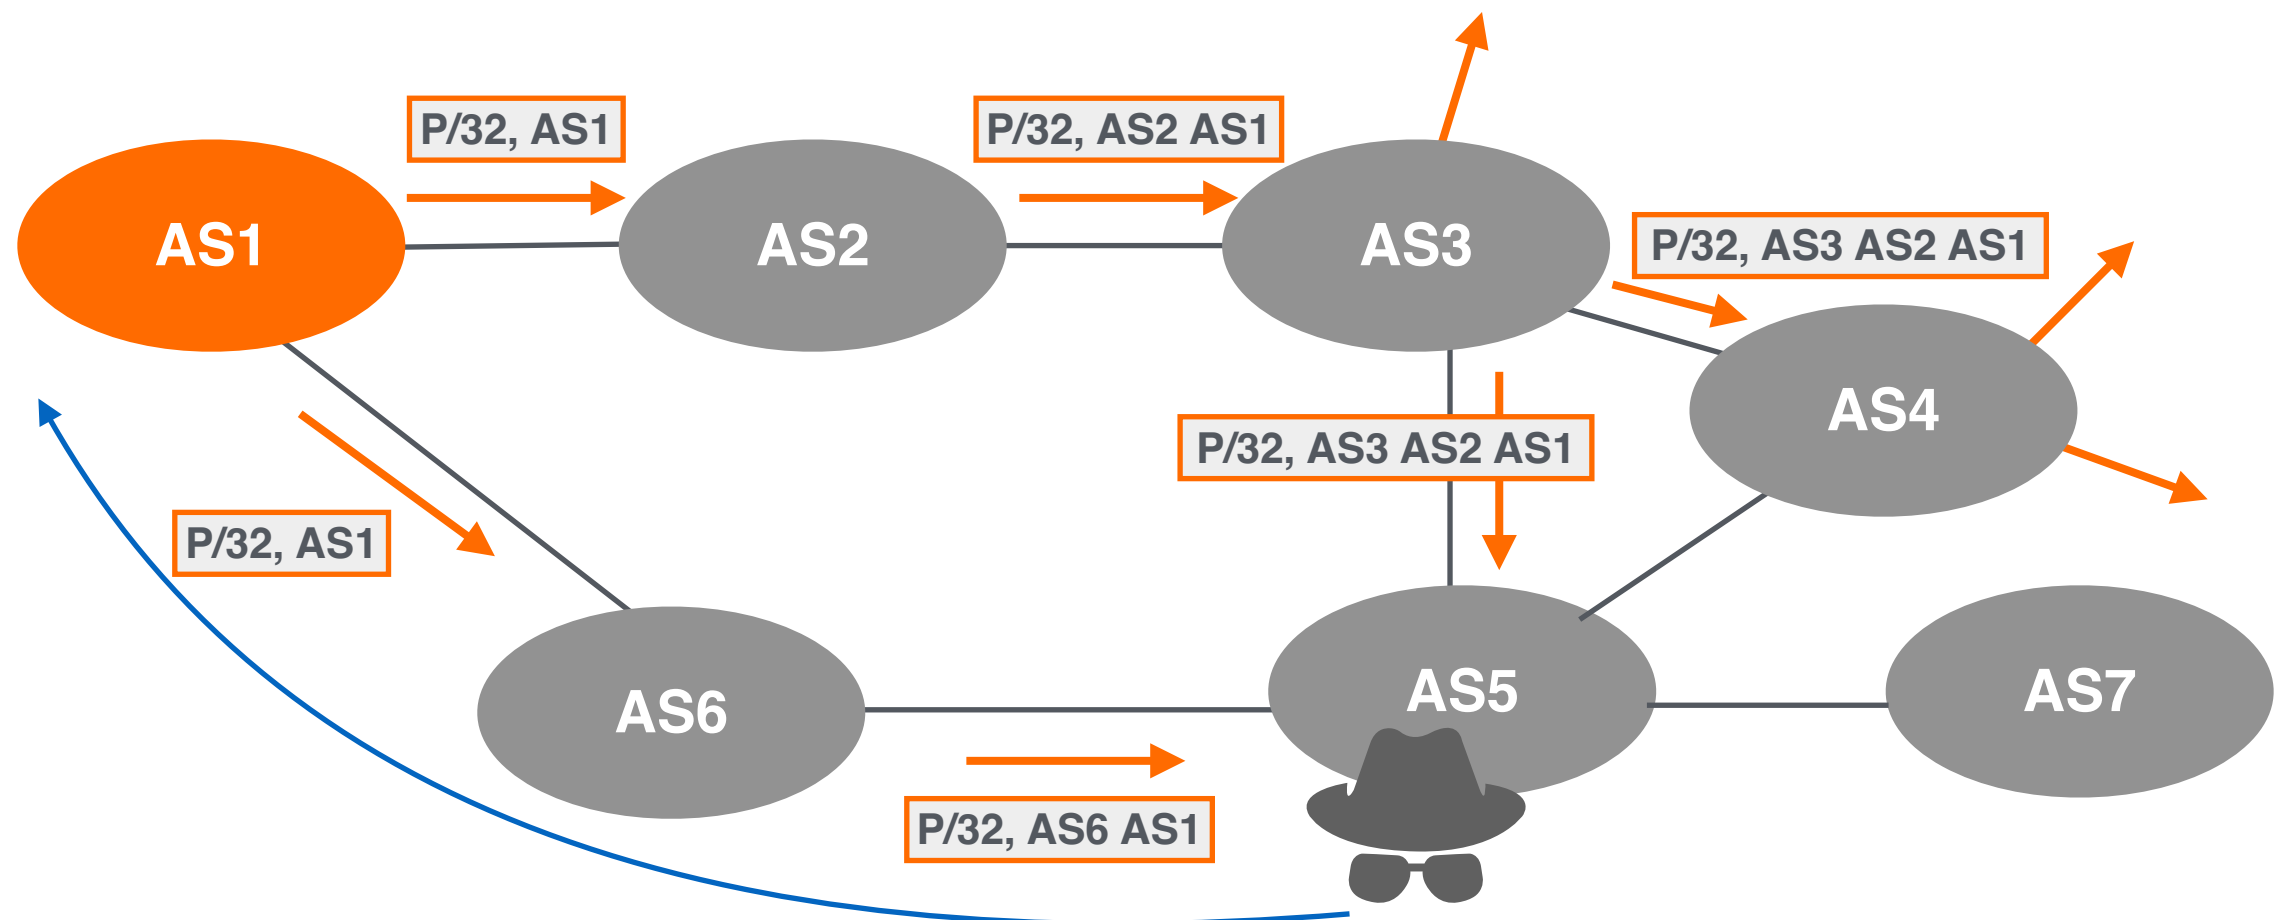 P/32, AS1
P/32, AS2 AS1
AS1
AS2
AS3
P/32, AS3 AS2 AS1
AS4
P/32, AS3 AS2 AS1
P/32, AS1
AS6
AS5
AS7
P/32, AS6 AS1